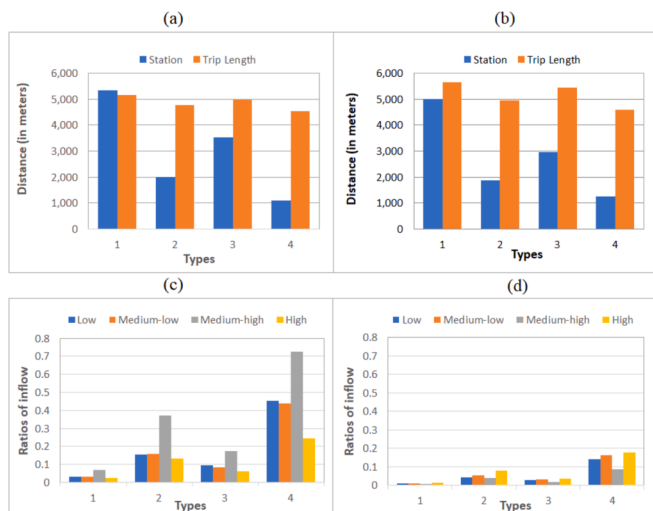 (a)
Station Trip Length
6,000
5,000
4,000
3,000
2,000
1,000
0
Distance (in meters)
1 2 3 4
Types
(b)
Station Trip Length
6,000
5,000
4,000
3,000
2,000
1,000
0
Distance (in meters)
1 2 3 4
Types
(c)
Low Medium-low Medium-high High
0.8
0.7
0.6
0.5
0.4
0.3
0.2
0.1
0
Ratios of inflow
1 2 3 4
Types
(d)
Low Medium-low Medium-high High
0.8
0.7
0.6
0.5
0.4
0.3
0.2
0.1
0
Ratios of inflow
1 2 3 4
Types